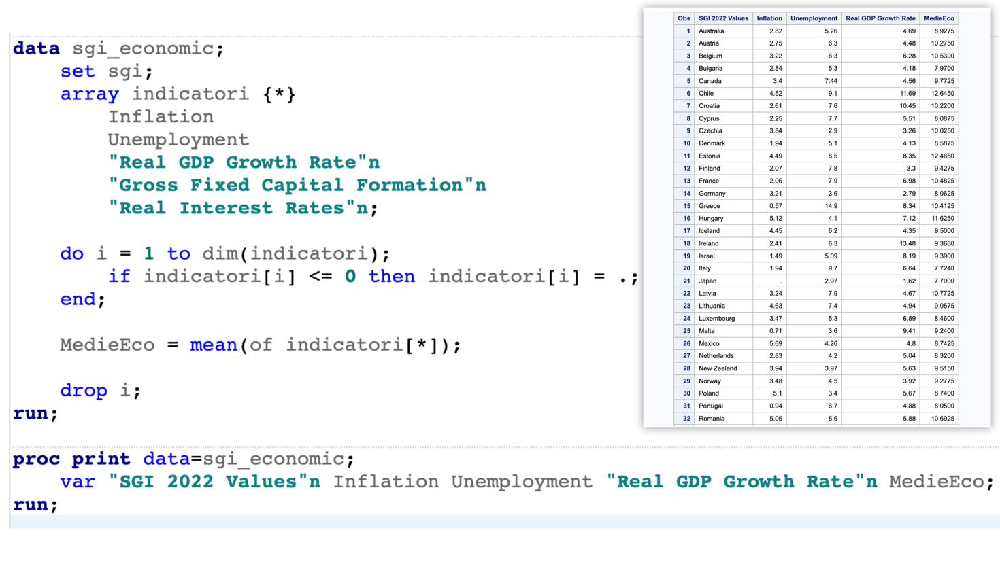 data sgi_economic;
set sgi;
array indicatori {*}
Inflation
Unemployment
"Real GDP Growth Rate"n
"Gross Fixed Capital Formation"n
"Real Interest Rates"n;
do i = 1 to dim(indicatori);
if indicatori[i] <= 0 then indicatori[i] = .;
end;
MedieEco = mean(of indicatori[*]);
drop i;
run;
proc print data=sgi_economic;
var "SGI 2022 Values"n Inflation Unemployment "Real GDP Growth Rate"n MedieEco;
run;
Obs SGI 2022 Values Inflation Unemployment Real GDP Growth Rate MedieEco
1 Australia 2.82 5.26 4.69 8.9275
2 Austria 2.75 6.3 4.48 10.2750
3 Belgium 3.22 6.3 6.28 10.5300
4 Bulgaria 2.84 5.3 4.18 7.9700
5 Canada 3.4 7.44 4.56 9.7725
6 Chile 4.52 9.1 11.69 12.6450
7 Croatia 2.61 7.6 10.45 10.2200
8 Cyprus 2.25 7.7 5.51 8.0875
9 Czechia 3.84 2.9 3.26 10.0250
10 Denmark 1.94 5.1 4.13 8.5875
11 Estonia 4.49 6.5 8.35 12.4650
12 Finland 2.07 7.8 3.3 9.4275
13 France 2.06 7.9 6.98 10.4825
14 Germany 3.21 3.6 2.79 8.0625
15 Greece 0.57 14.9 8.34 10.4125
16 Hungary 5.12 4.1 7.12 11.6250
17 Iceland 4.45 6.2 4.35 9.5000
18 Ireland 2.41 6.3 13.48 9.3660
19 Israel 1.49 5.09 8.19 9.3900
20 Italy 1.94 9.7 6.64 7.7240
21 Japan . 2.97 1.62 7.7000
22 Latvia 3.24 7.9 4.67 10.7725
23 Lithuania 4.63 7.4 4.94 9.0575
24 Luxembourg 3.47 5.3 6.89 8.4600
25 Malta 0.71 3.6 9.41 9.2400
26 Mexico 5.69 4.26 4.8 8.7425
27 Netherlands 2.83 4.2 5.04 8.3200
28 New Zealand 3.94 3.97 5.63 9.5150
29 Norway 3.48 4.5 3.92 9.2775
30 Poland 5.1 3.4 5.67 8.7400
31 Portugal 0.94 6.7 4.88 8.0500
32 Romania 5.05 5.6 5.88 10.6925